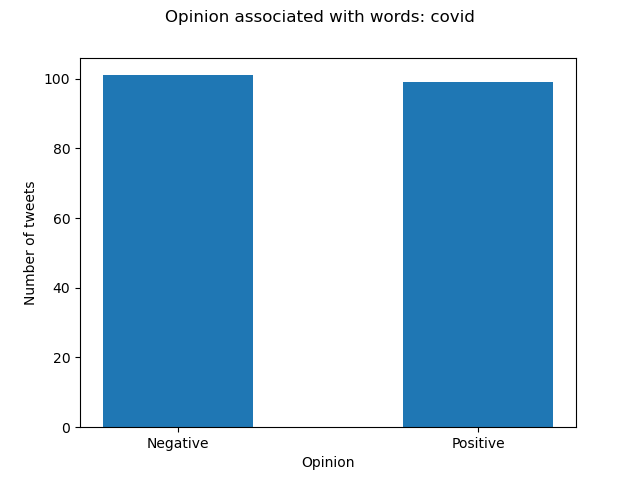 Opinion associated with words: covid
100
80
60
40
20
0
Number of tweets
Negative
Positive
Opinion